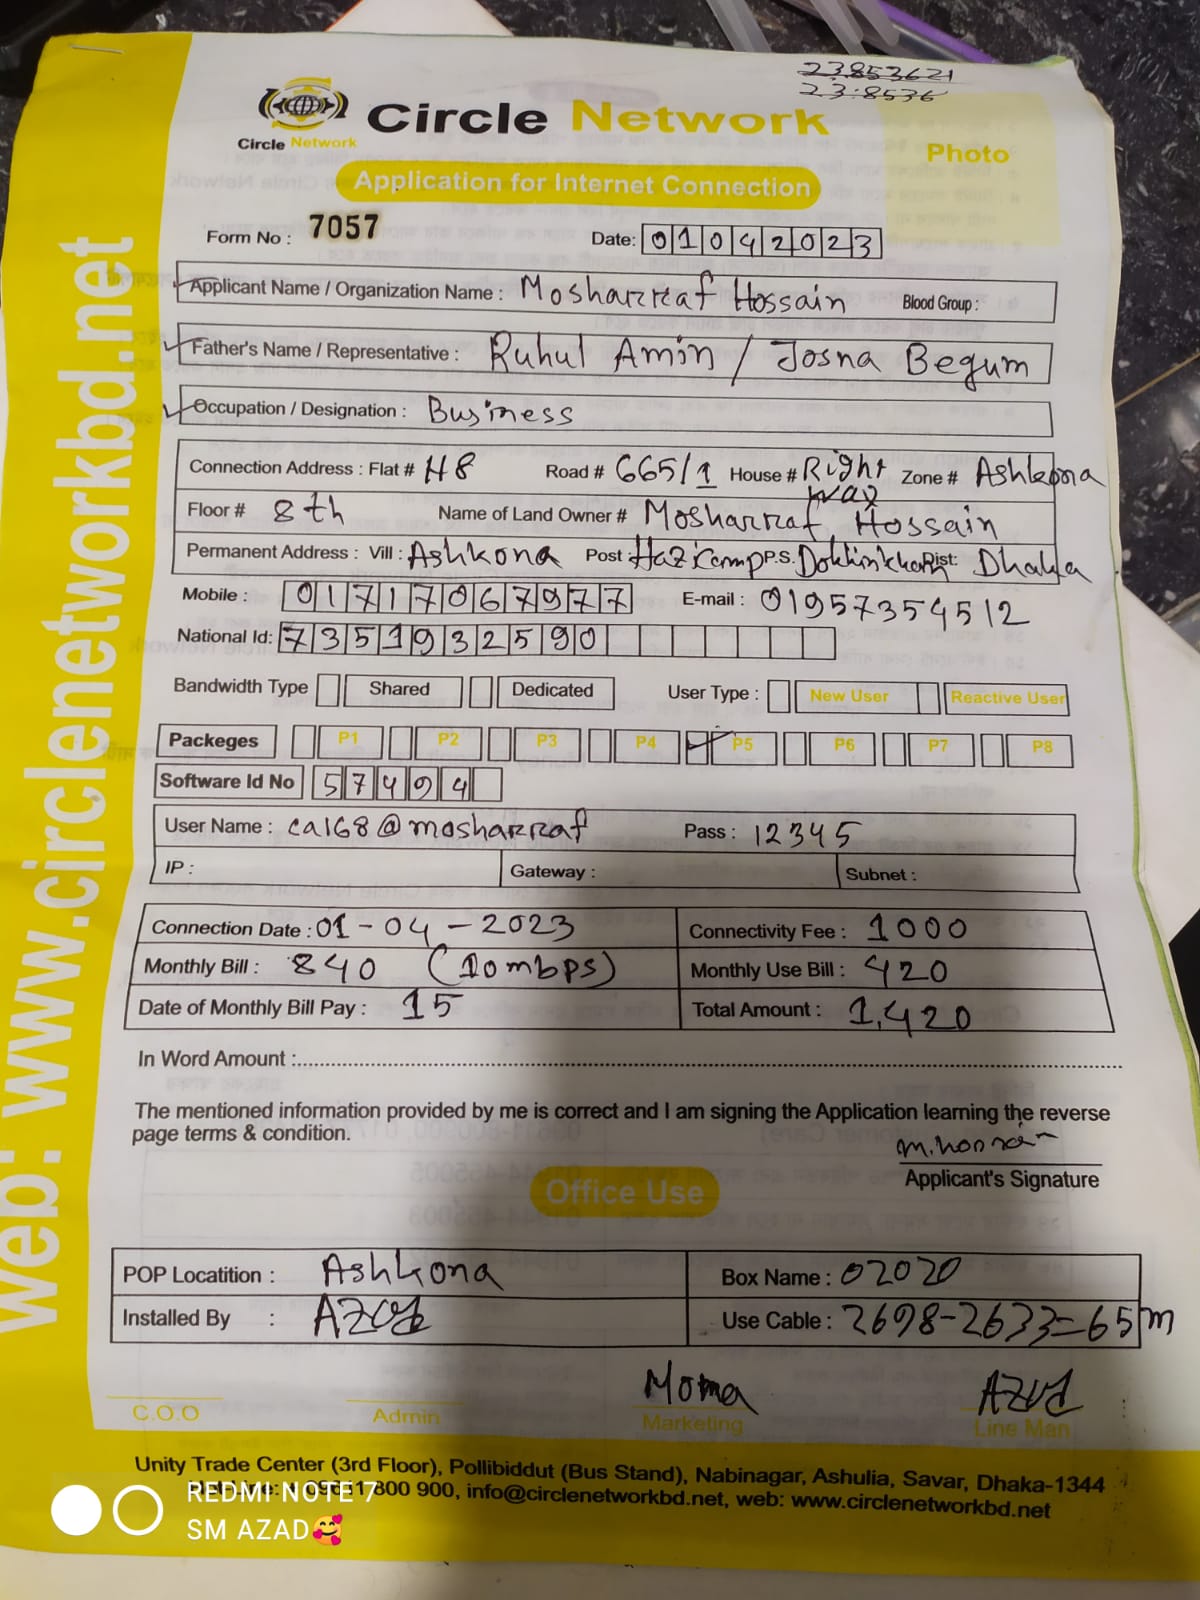 23853621
23:8536
Circle Network
Circle Network
Photo
Application for Internet Connection
Form No : 7057
Date: 01042023
Applicant Name / Organization Name : Mosharraf Hossain Blood Group :
Father's Name / Representative : Ruhul Amin / Josna Begum
Occupation / Designation : Business
Connection Address : Flat # H8 Road # 665/1 House # Right way Zone # Ashkona
Floor # 8th Name of Land Owner # Mosharraf Hossain
Permanent Address : Vill : Ashkona Post : Hazicamp P.S. Dokhinkhan Dist: Dhaka
Mobile : 01717067977 E-mail : 01957354512
National Id: 7351932590
Bandwidth Type Shared Dedicated User Type : New User Reactive User
Packeges P1 P2 P3 P4 P5 P6 P7 P8
Software Id No 57494
User Name : ca168@mosharraf Pass : 12345
IP : Gateway : Subnet :
Connection Date : 01-04-2023 Connectivity Fee : 1000
Monthly Bill : 840 (10mbps) Monthly Use Bill : 420
Date of Monthly Bill Pay : 15 Total Amount : 1,420
In Word Amount :
The mentioned information provided by me is correct and I am signing the Application learning the reverse
page terms & condition.
M. Hossain
Applicant's Signature
Office Use
POP Locatition : Ashkona Box Name : 02020
Installed By : AZad Use Cable : 2698-2633=65m
Moma AZad
C.O.O Admin Marketing Line Man
Unity Trade Center (3rd Floor), Pollibiddut (Bus Stand), Nabinagar, Ashulia, Savar, Dhaka-1344
800 900, info@circlenetworkbd.net, web: www.circlenetworkbd.net
REDMI NOTE 7
SM AZAD🥰
web: www.circlenetworkbd.net